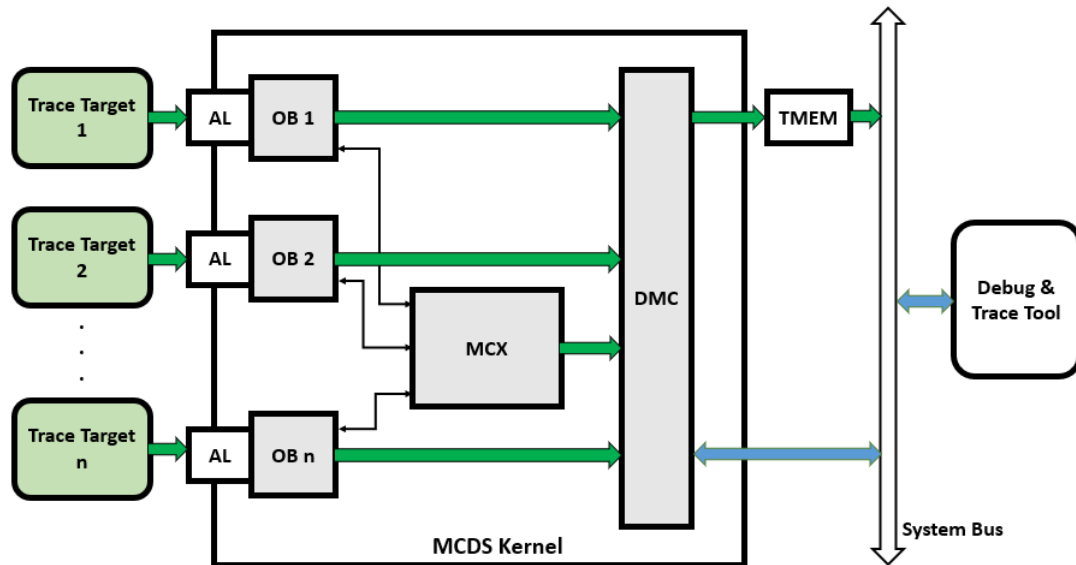 Trace Target
1
AL
OB 1
TMEM
Trace Target
2
AL
OB 2
DMC
MCX
Debug &
Trace Tool
.
.
.
Trace Target
n
AL
OB n
System Bus
MCDS Kernel